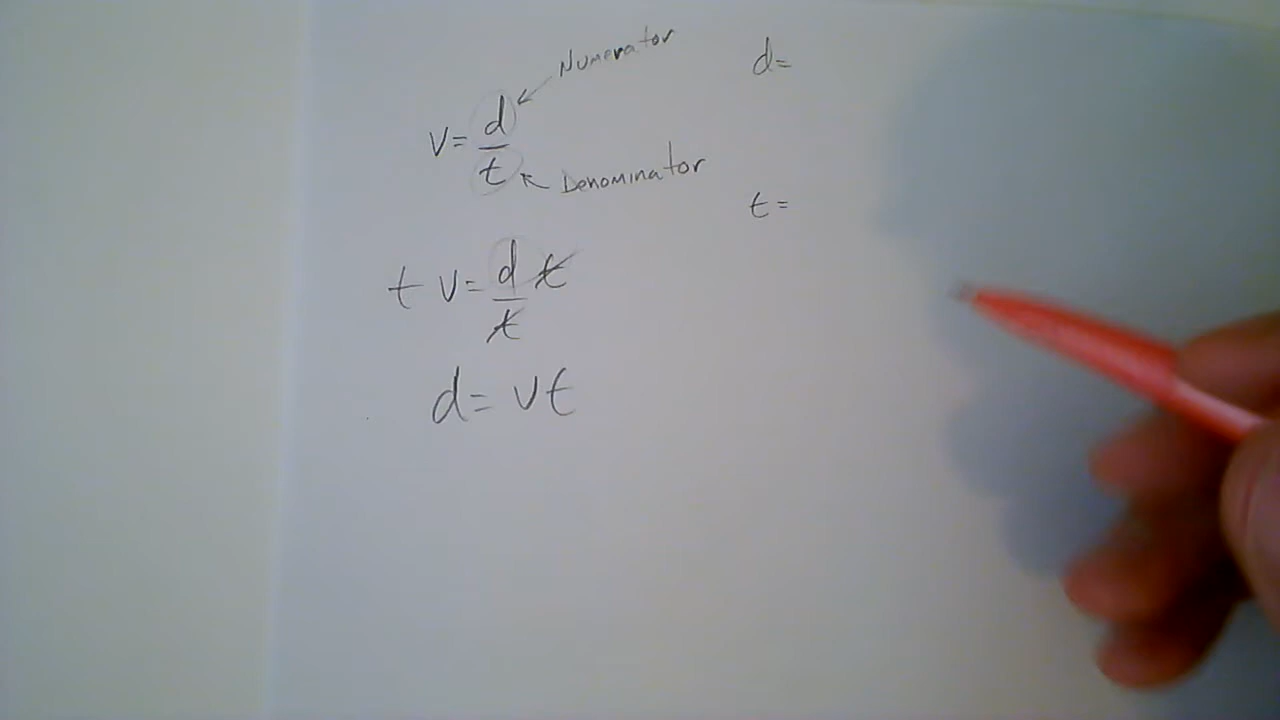 Numerator
v = d/t
Denominator
t v = d/t t
d = vt
d =
t =